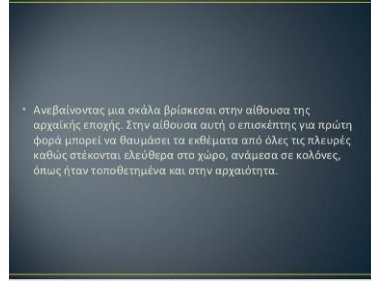 • Ανεβαίνοντας μια σκάλα βρίσκεσαι στην αίθουσα της
αρχαϊκής εποχής. Στην αίθουσα αυτή ο επισκέπτης για πρώτη
φορά μπορεί να θαυμάσει τα εκθέματα από όλες τις πλευρές
καθώς στέκονται ελεύθερα στο χώρο, ανάμεσα σε κολόνες,
όπως ήταν τοποθετημένα και στην αρχαιότητα.